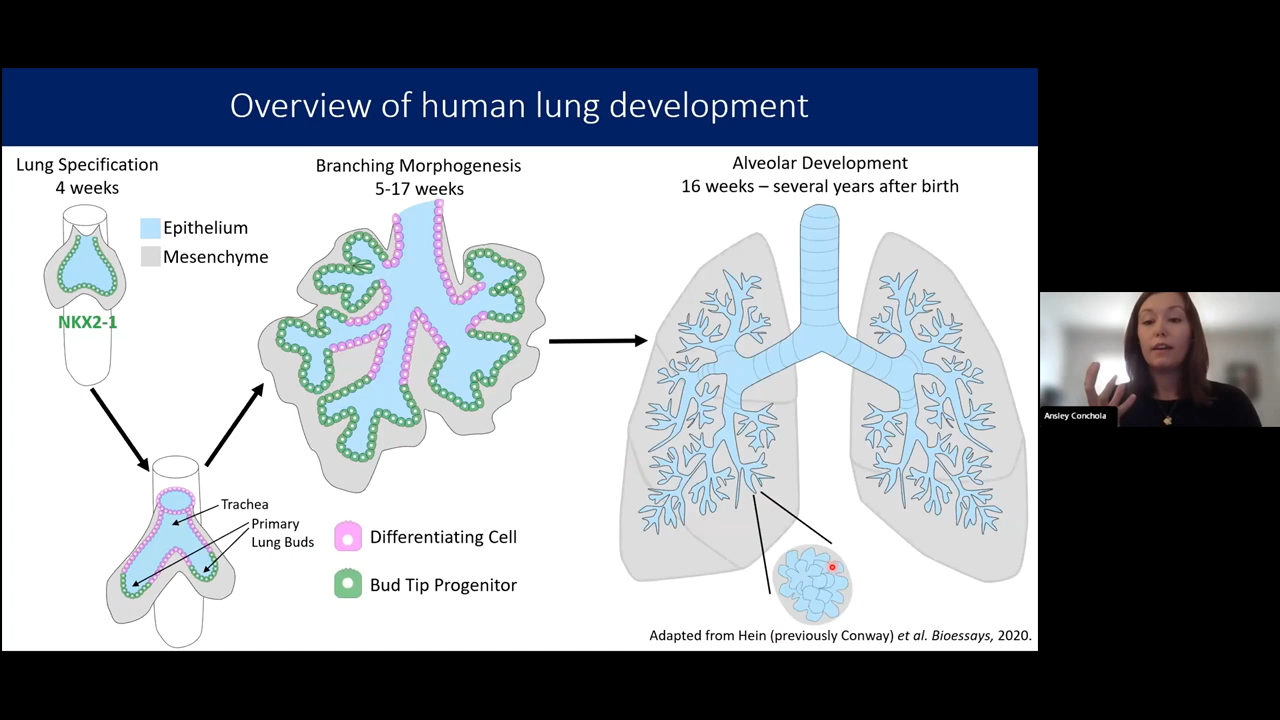 Overview of human lung development
Lung Specification
4 weeks
Epithelium
Mesenchyme
NKX2-1
Trachea
Primary
Lung Buds
Branching Morphogenesis
5-17 weeks
Differentiating Cell
Bud Tip Progenitor
Alveolar Development
16 weeks – several years after birth
Adapted from Hein (previously Conway) et al. Bioessays, 2020.
Ansley Conchola